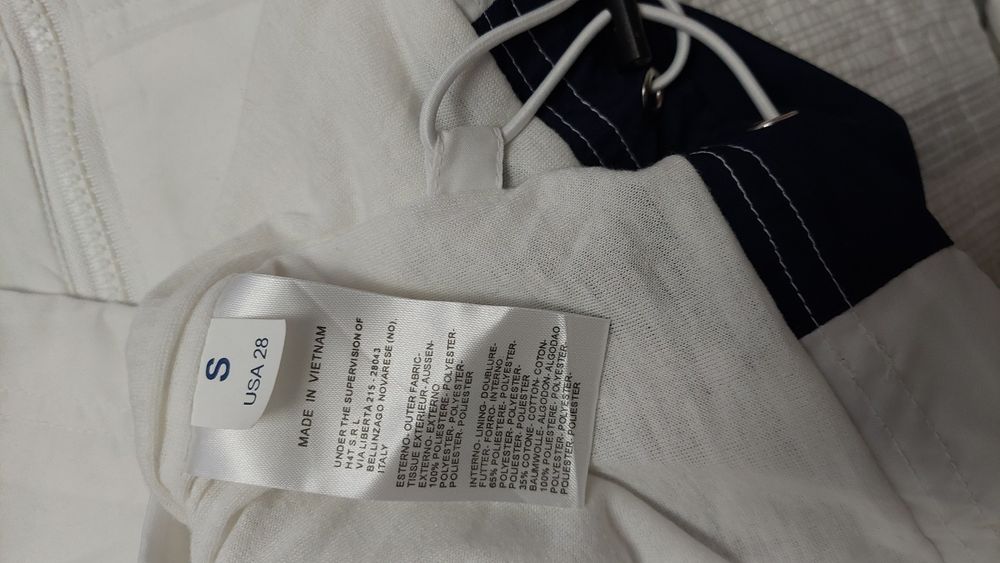 S
USA 28
MADE IN VIETNAM
UNDER THE SUPERVISION OF
H4T S.R.L
VIA LIBERTÀ 215 - 28043
BELLINZAGO NOVARESE (NO),
ITALY
ESTERNO- OUTER FABRIC-
TISSUE EXTERIEUR- AUSSEN-
EXTERNO- EXTERNO
100% POLIESTERE- POLYESTER-
POLYESTER- POLYESTER-
POLIESTER- POLIESTER
INTERNO- LINING- DOUBLURE-
FUTTER- FORRO- INTERNO
65% POLIESTERE- POLYESTER-
POLYESTER- POLYESTER-
POLIESTER- POLIESTER
35% COTONE- COTTON- COTON-
BAUMWOLLE- ALGODON- ALGODAO
100% POLIESTERE- POLYESTER-
POLYESTER- POLYESTER-
POLIESTER- POLIESTER